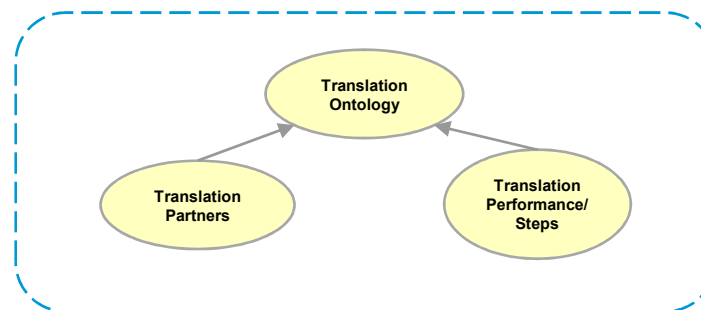 Translation
Ontology
Translation
Partners
Translation
Performance/
Steps